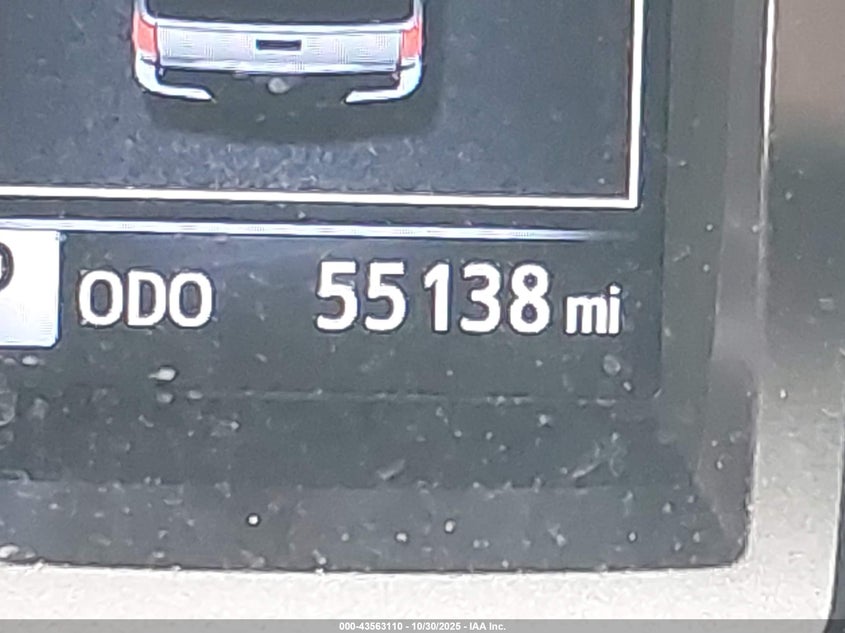 ODO 55138 mi
000-43563110 - 10/30/2025 - IAA Inc.